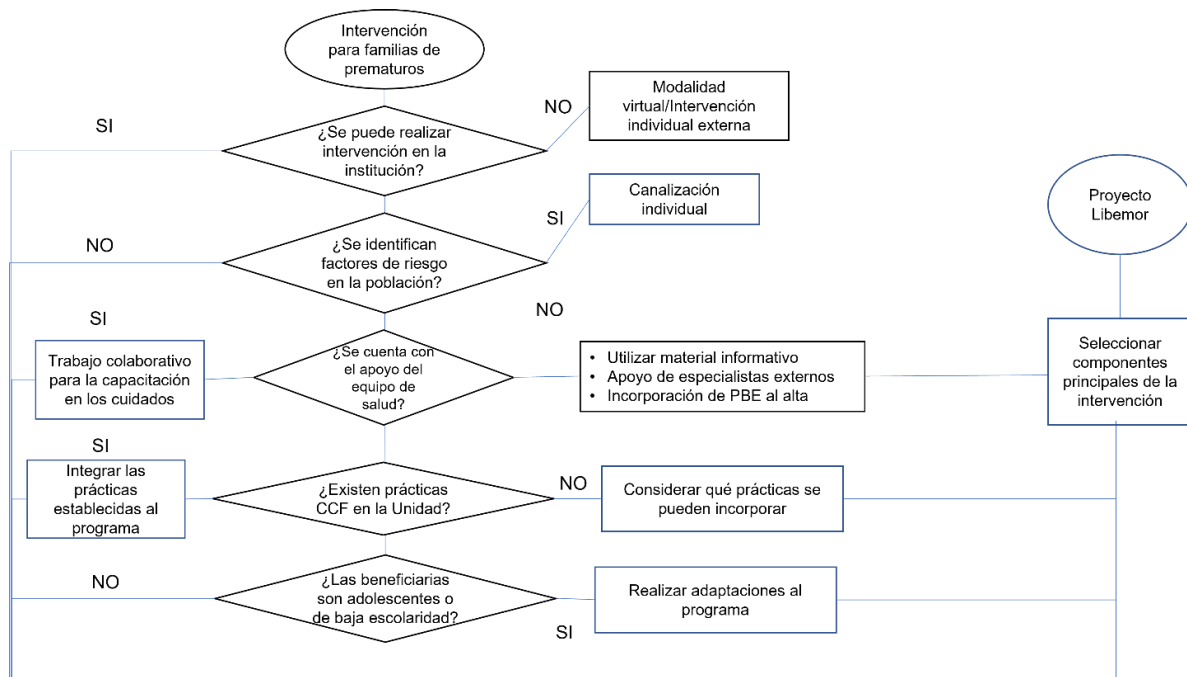 Intervención
para familias de
prematuros
NO
Modalidad
virtual/Intervención
individual externa
SI
¿Se puede realizar
intervención en la
institución?
Canalización
individual
SI
Proyecto
Libemor
NO
¿Se identifican
factores de riesgo
en la población?
NO
SI
Trabajo colaborativo
para la capacitación
en los cuidados
¿Se cuenta con
el apoyo del
equipo de
salud?
• Utilizar material informativo
• Apoyo de especialistas externos
• Incorporación de PBE al alta
Seleccionar
componentes
principales de la
intervención
SI
Integrar las
prácticas
establecidas al
programa
¿Existen prácticas
CCF en la Unidad?
NO
Considerar qué prácticas se
pueden incorporar
NO
¿Las beneficiarias
son adolescentes o
de baja escolaridad?
SI
Realizar adaptaciones al
programa